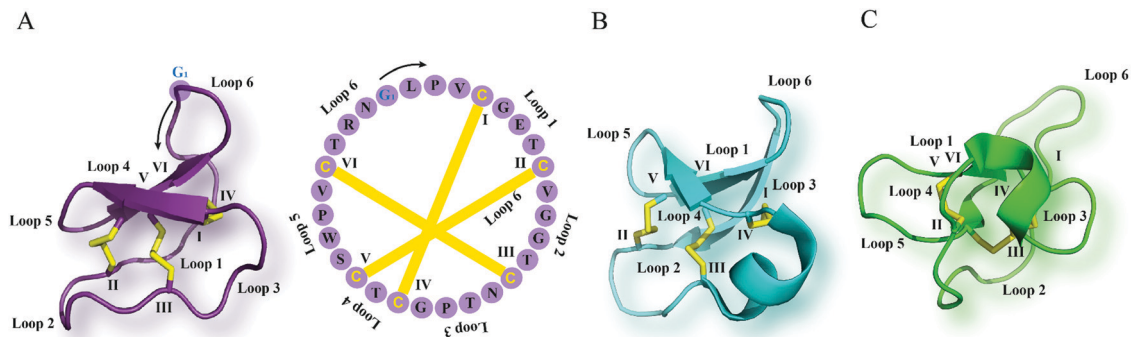 A
G1
Loop 6
Loop 4
VI
V
IV
Loop 5
I
Loop 1
II
III
Loop 3
Loop 2
Loop 6
G1 L P V C G E T C V G G T C N T P G C T C S W P V C T R N
Loop 1
I
II
VI
Loop 6
Loop 2
Loop 5
III
V
IV
Loop 4
Loop 3
B
Loop 6
Loop 5
VI
Loop 1
V
I
Loop 3
Loop 4
II
IV
Loop 2
III
C
Loop 6
Loop 1
V
VI
I
Loop 4
IV
II
Loop 3
Loop 5
III
Loop 2